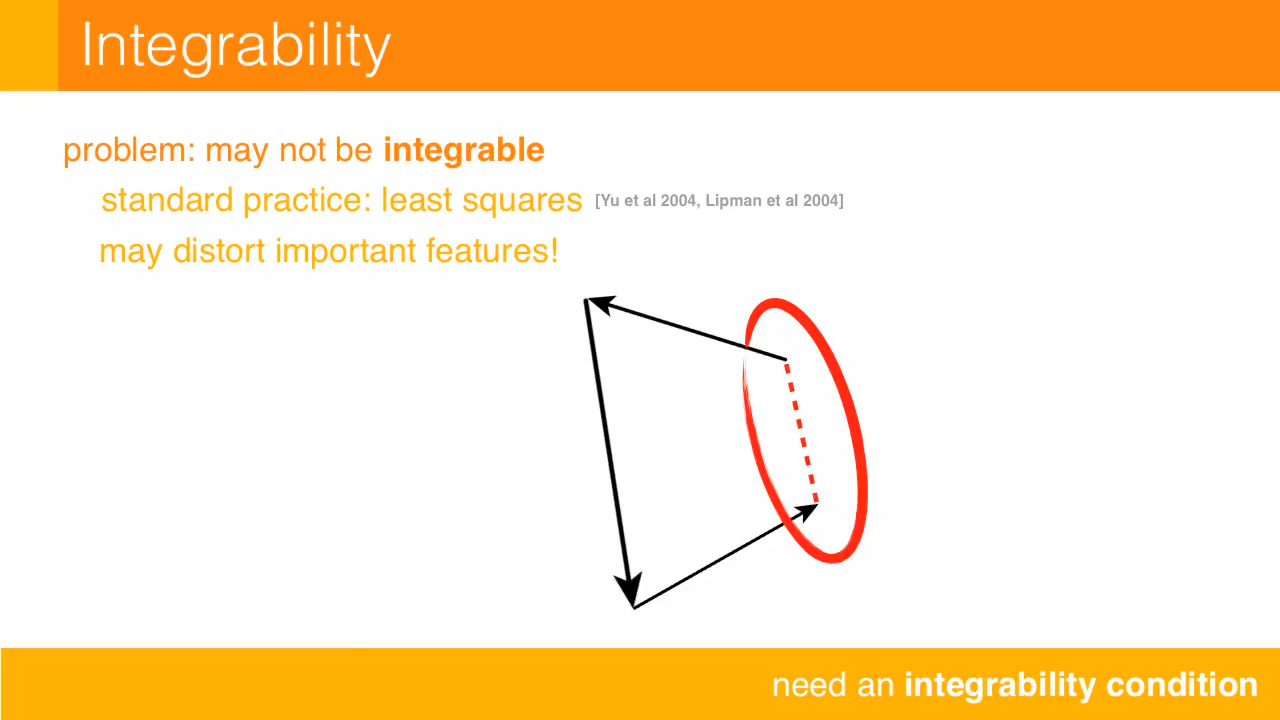 Integrability
problem: may not be integrable
standard practice: least squares [Yu et al 2004, Lipman et al 2004]
may distort important features!
need an integrability condition